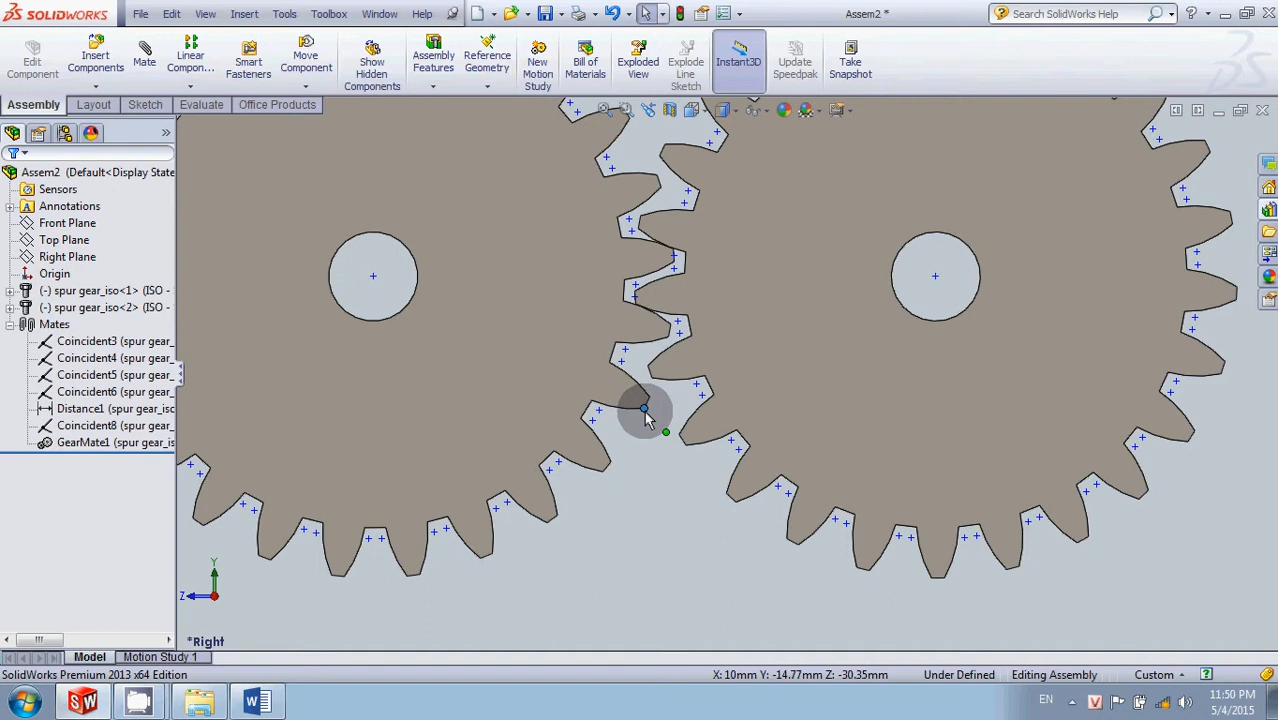 SOLIDWORKS File Edit View Insert Tools Toolbox Window Help Assem2 * Search SolidWorks Help
Edit Component Insert Components Mate Linear Compon... Smart Fasteners Move Component Show Hidden Components Assembly Features Reference Geometry New Motion Study Bill of Materials Exploded View Explode Line Sketch Instant3D Update Speedpak Take Snapshot
Assembly Layout Sketch Evaluate Office Products
Assem2 (Default<Display State
Sensors
Annotations
Front Plane
Top Plane
Right Plane
Origin
(-) spur gear_iso<1> (ISO -
(-) spur gear_iso<2> (ISO -
Mates
Coincident3 (spur gear_
Coincident4 (spur gear_
Coincident5 (spur gear_
Coincident6 (spur gear_
Distance1 (spur gear_isc
Coincident8 (spur gear_
GearMate1 (spur gear_is
Y
Z
*Right
Model Motion Study 1
SolidWorks Premium 2013 x64 Edition X: 10mm Y: -14.77mm Z: -30.35mm Under Defined Editing Assembly Custom
EN 11:50 PM
5/4/2015